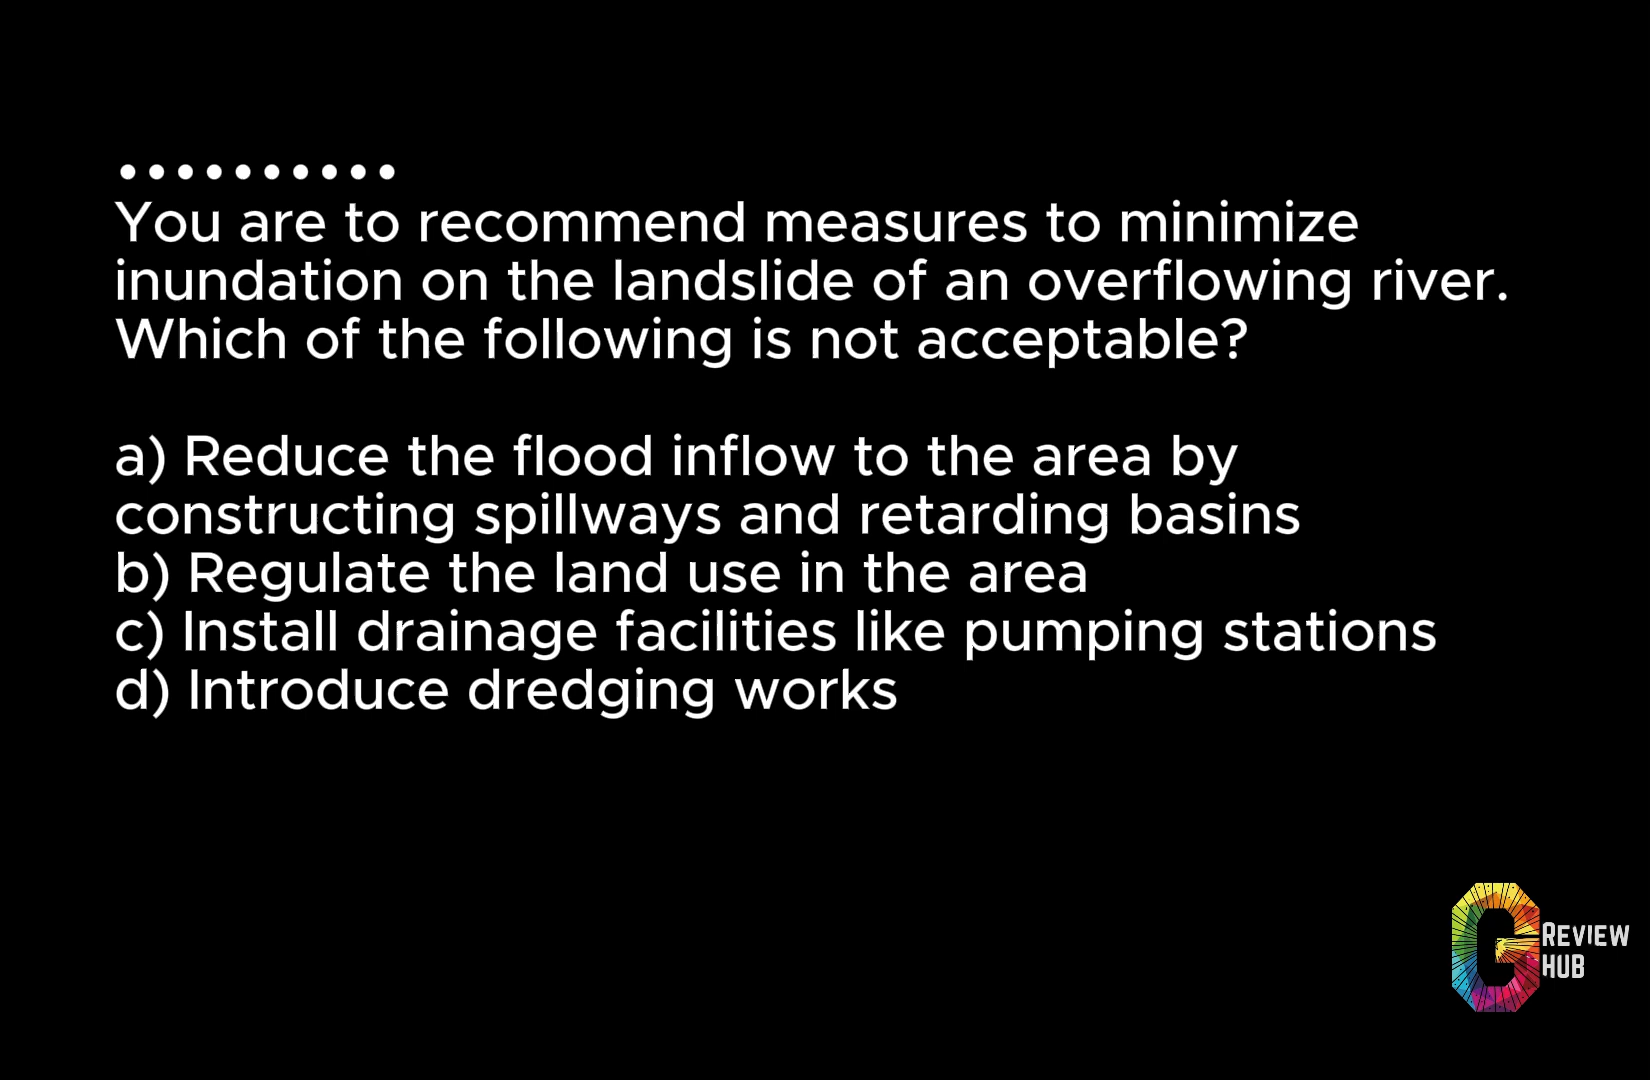 ••••••••••
You are to recommend measures to minimize
inundation on the landslide of an overflowing river.
Which of the following is not acceptable?
a) Reduce the flood inflow to the area by
constructing spillways and retarding basins
b) Regulate the land use in the area
c) Install drainage facilities like pumping stations
d) Introduce dredging works
G REVIEW
HUB